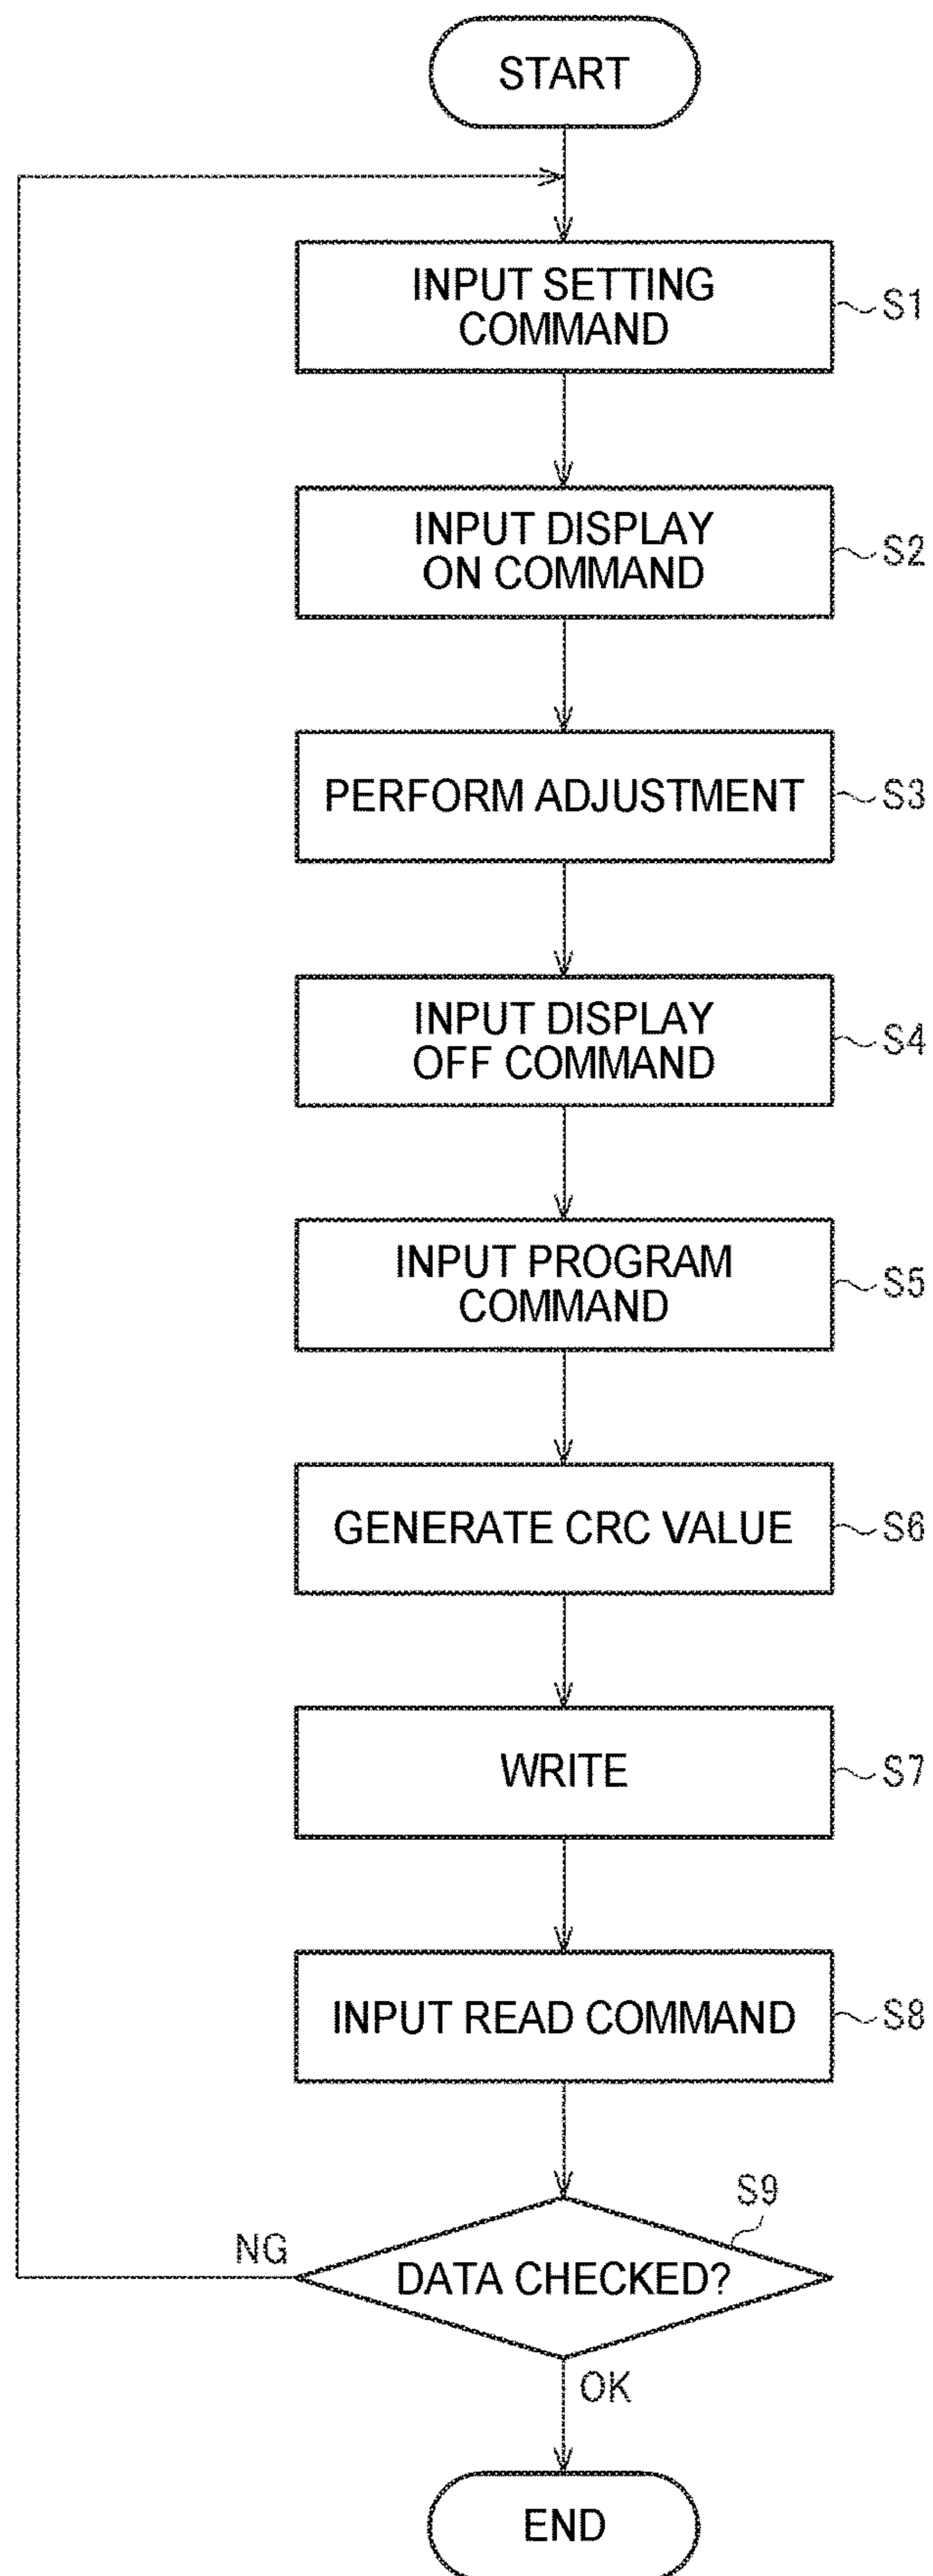 START
INPUT SETTING
COMMAND
S1
INPUT DISPLAY
ON COMMAND
S2
PERFORM ADJUSTMENT
S3
INPUT DISPLAY
OFF COMMAND
S4
INPUT PROGRAM
COMMAND
S5
GENERATE CRC VALUE
S6
WRITE
S7
INPUT READ COMMAND
S8
S9
NG
DATA CHECKED?
OK
END